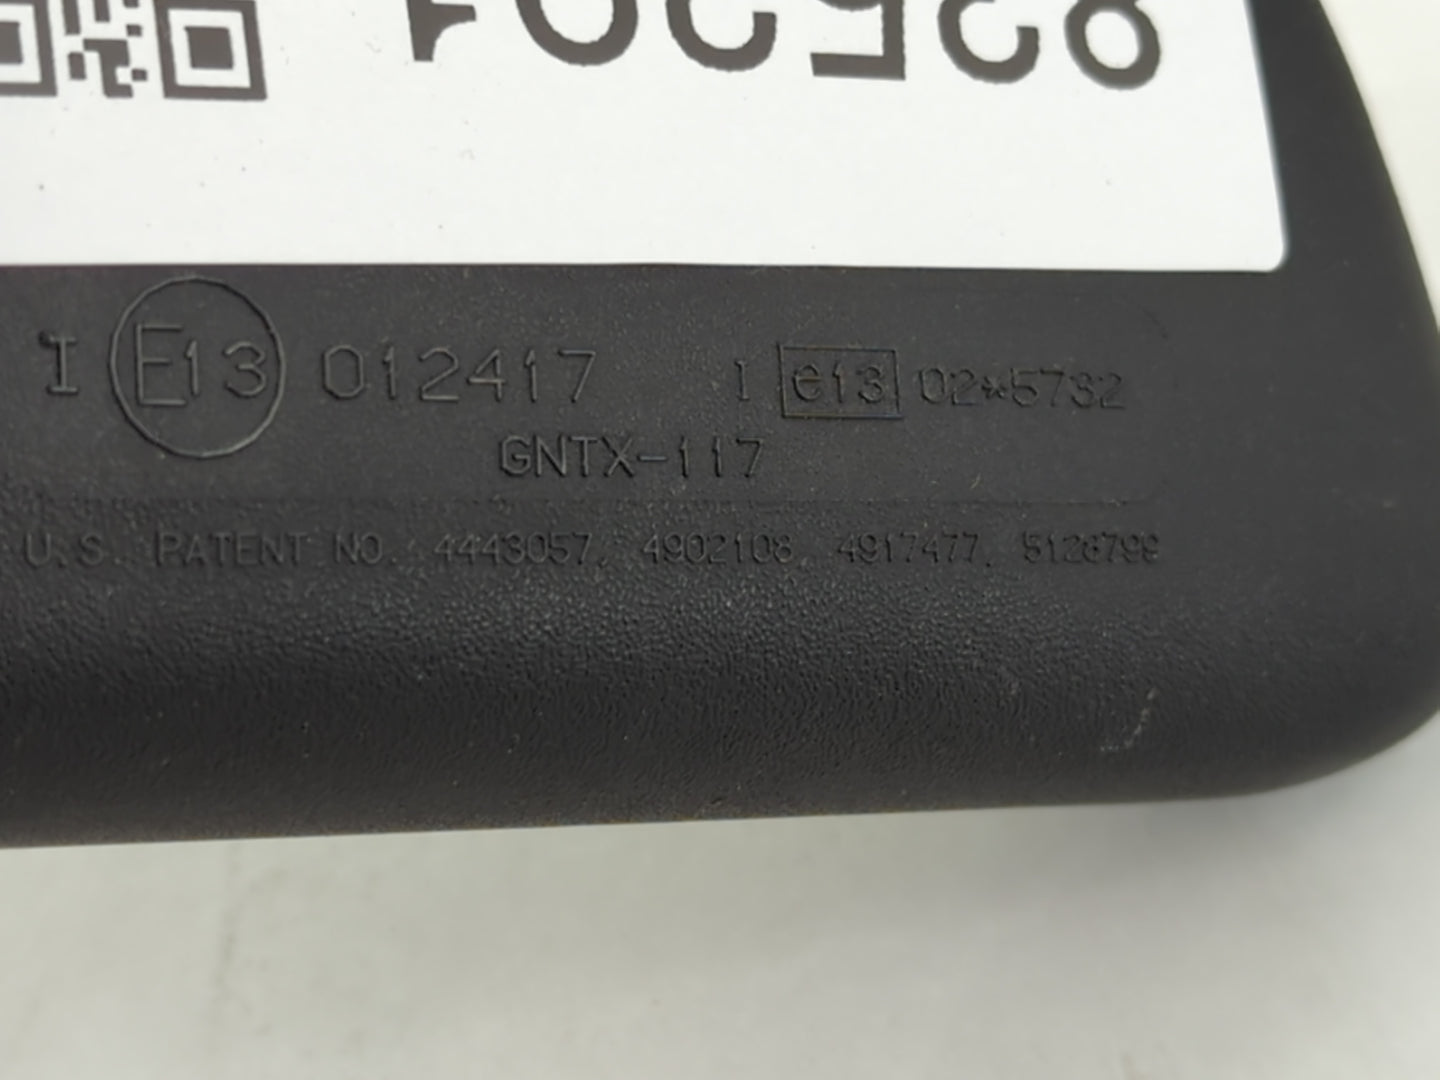 I E13 012417 I e13 02*5732
GNTX-117
U.S. PATENT NO. 4443057, 4902108, 4917477, 5128799